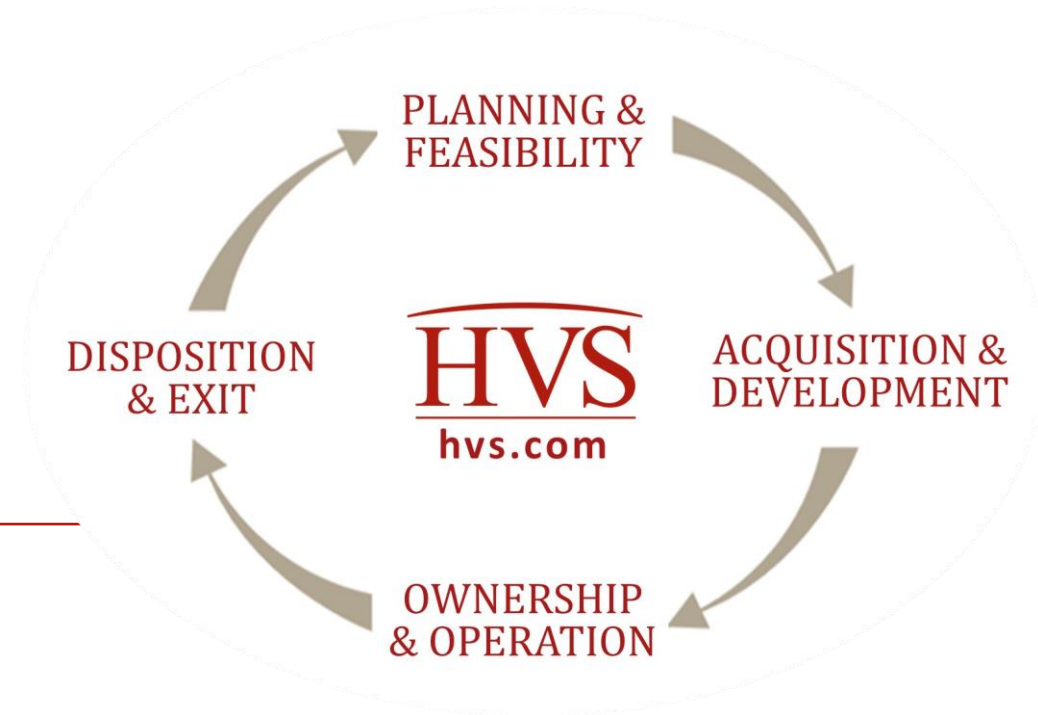 PLANNING &
FEASIBILITY
ACQUISITION &
DEVELOPMENT
OWNERSHIP
& OPERATION
DISPOSITION
& EXIT
HVS
hvs.com